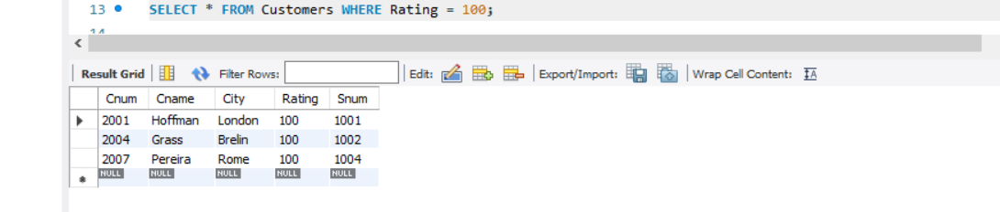 13 SELECT * FROM Customers WHERE Rating = 100;
14
Result Grid Filter Rows: Edit: Export/Import: Wrap Cell Content: IA
Cnum Cname City Rating Snum
2001 Hoffman London 100 1001
2004 Grass Brelin 100 1002
2007 Pereira Rome 100 1004
NULL NULL NULL NULL NULL